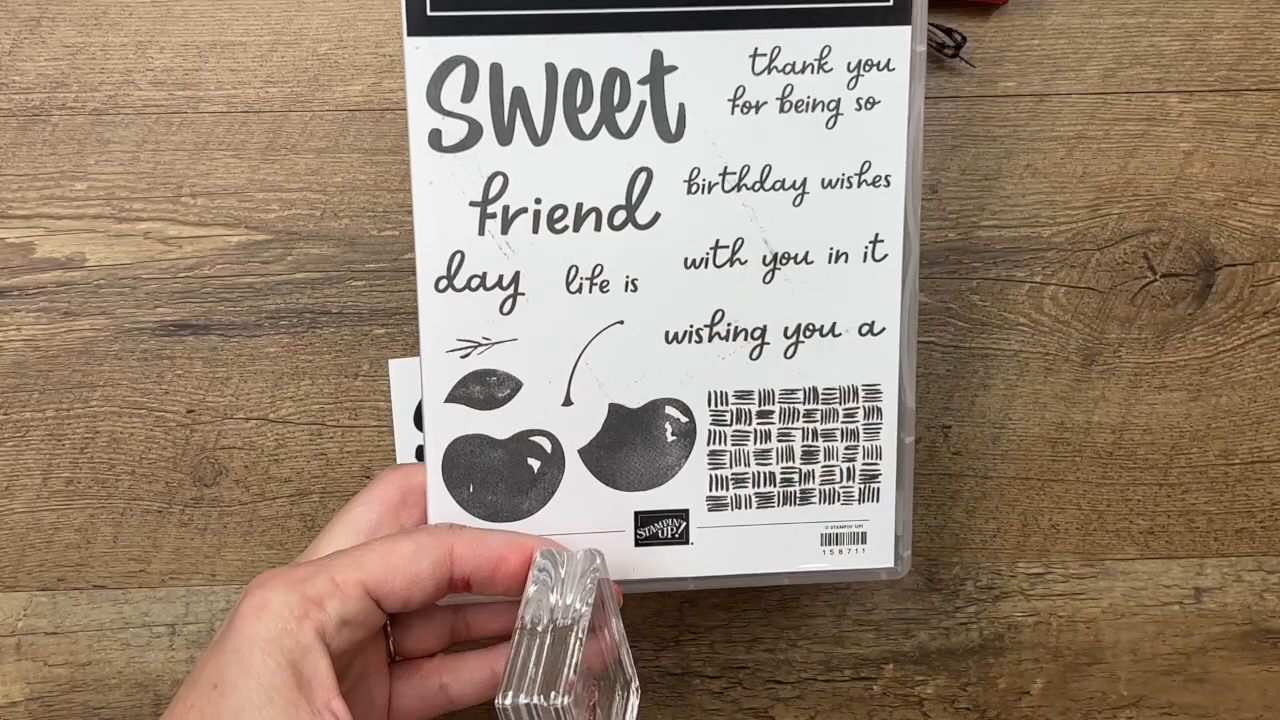 sweet
thank you
for being so
friend
birthday wishes
day
life is
with you in it
wishing you a
STAMPIN' UP!
© STAMPIN' UP!
158711